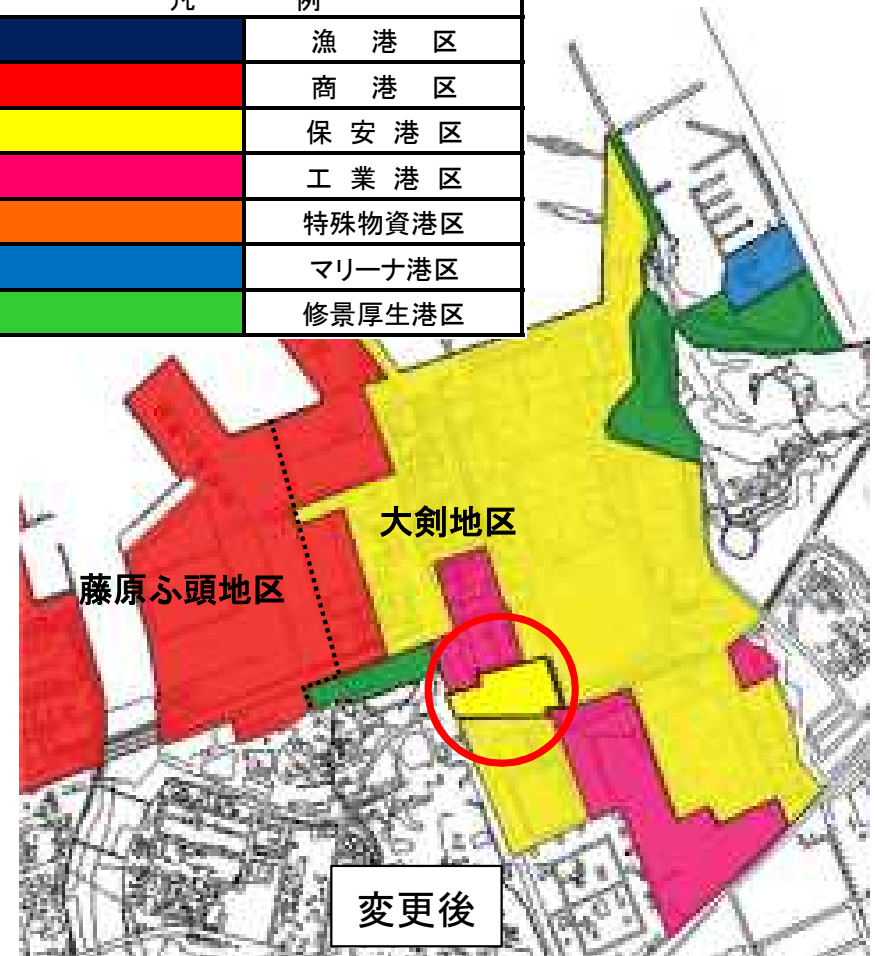 凡 例
漁 港 区
商 港 区
保 安 港 区
工 業 港 区
特殊物資港区
マリーナ港区
修景厚生港区
大剣地区
藤原ふ頭地区
変更後